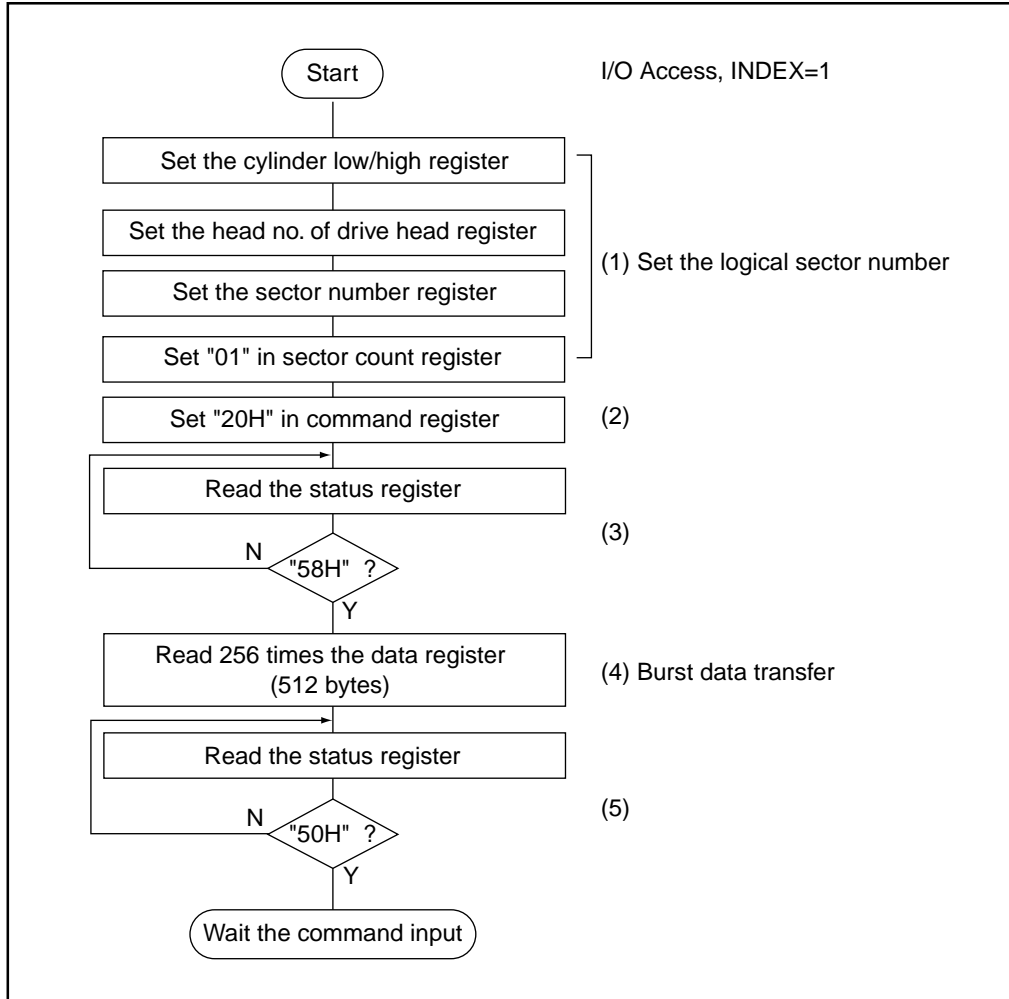 Start
I/O Access, INDEX=1
Set the cylinder low/high register
Set the head no. of drive head register
(1) Set the logical sector number
Set the sector number register
Set "01" in sector count register
Set "20H" in command register
(2)
Read the status register
(3)
N
"58H" ?
Y
Read 256 times the data register
(512 bytes)
(4) Burst data transfer
Read the status register
(5)
N
"50H" ?
Y
Wait the command input